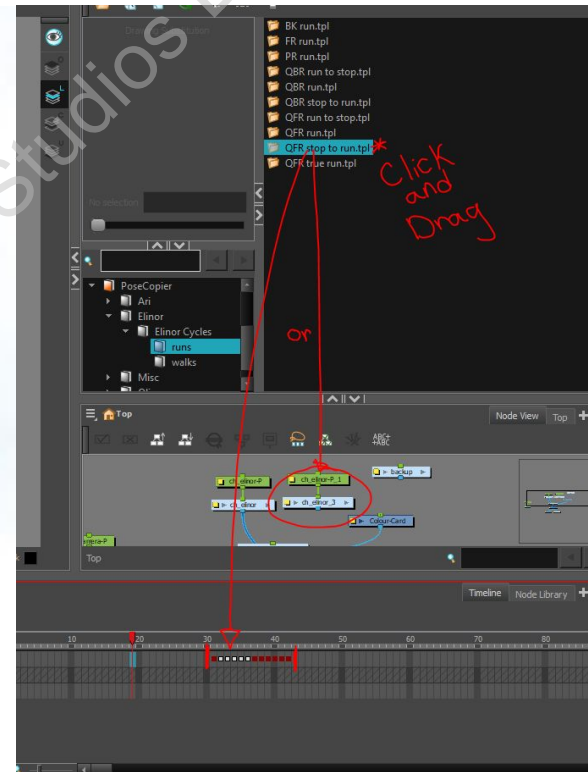 Studios
Drawing Substitution
No selection
BK run.tpl
FR run.tpl
PR run.tpl
QBR run to stop.tpl
QBR run.tpl
QBR stop to run.tpl
QFR run to stop.tpl
QFR run.tpl
QFR stop to run.tpl*
QFR true run.tpl
Click
and
Drag
or
PoseCopier
Ari
Elinor
Elinor Cycles
runs
walks
Misc
Top
Node View
Top
ch_elinor-P
ch_elinor-P_1
backup
ch_elinor
ch_elinor_3
Colour-Card
mera-P
Top
Timeline
Node Library
10
20
30
40
50
60
70
80